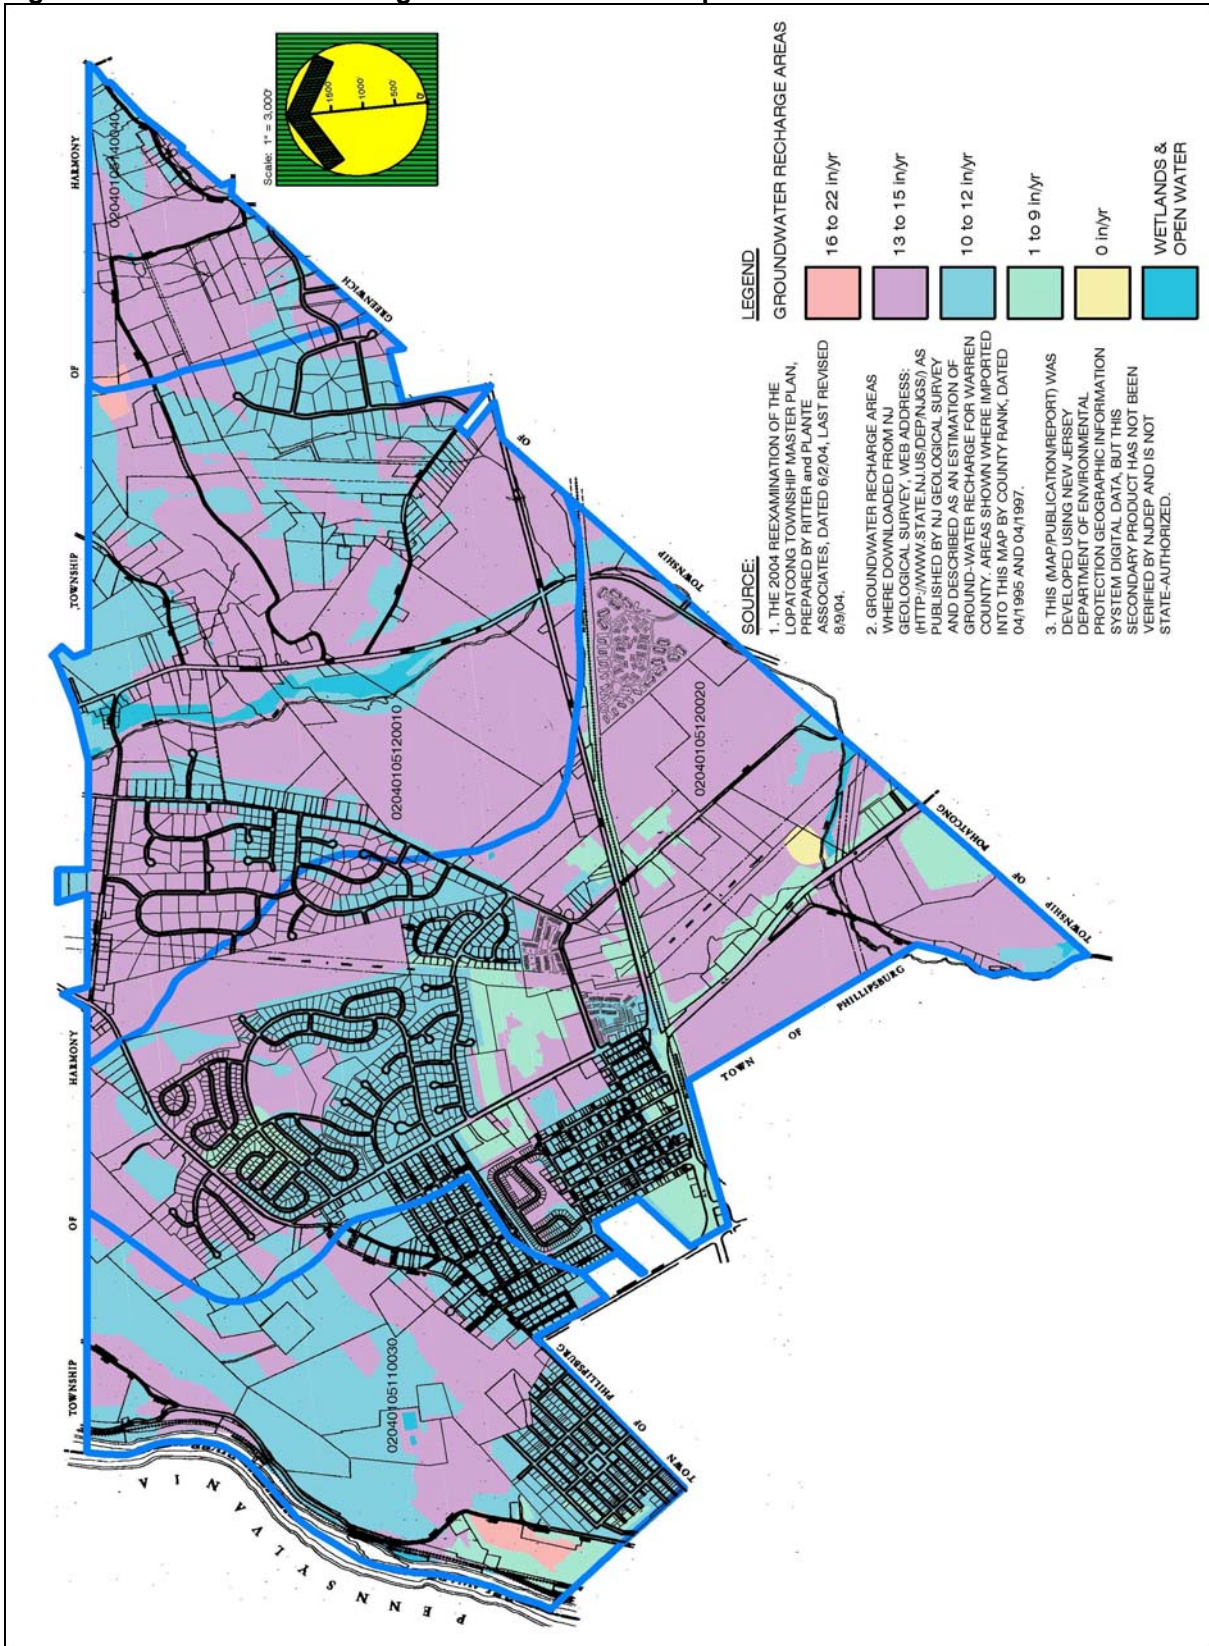 Scale: 1" = 3,000'
1500'
1000'
500'
0'
TOWNSHIP
OF
HARMONY
TOWNSHIP
OF
HARMONY
02040105140040
GREENWICH
OF
TOWNSHIP
02040105120010
02040105120020
02040105110030
POHATCONG
OF
TOWNSHIP
TOWN
OF
PHILLIPSBURG
PHILLIPSBURG
OF
TOWN
PENNSYLVANIA
LEGEND
GROUNDWATER RECHARGE AREAS
16 to 22 in/yr
13 to 15 in/yr
10 to 12 in/yr
1 to 9 in/yr
0 in/yr
WETLANDS &
OPEN WATER
SOURCE:
1. THE 2004 REEXAMINATION OF THE
LOPATCONG TOWNSHIP MASTER PLAN,
PREPARED BY RITTER and PLANTE
ASSOCIATES, DATED 6/2/04, LAST REVISED
8/9/04.
2. GROUNDWATER RECHARGE AREAS
WHERE DOWNLOADED FROM NJ
GEOLOGICAL SURVEY, WEB ADDRESS:
(HTTP://WWW.STATE.NJ.US/DEP/NJGS/) AS
PUBLISHED BY NJ GEOLOGICAL SURVEY
AND DESCRIBED AS AN ESTIMATION OF
GROUND-WATER RECHARGE FOR WARREN
COUNTY. AREAS SHOWN WHERE IMPORTED
INTO THIS MAP BY COUNTY RANK, DATED
04/1995 AND 04/1997.
3. THIS (MAP/PUBLICATION/REPORT) WAS
DEVELOPED USING NEW JERSEY
DEPARTMENT OF ENVIRONMENTAL
PROTECTION GEOGRAPHIC INFORMATION
SYSTEM DIGITAL DATA, BUT THIS
SECONDARY PRODUCT HAS NOT BEEN
VERIFIED BY NJDEP AND IS NOT
STATE-AUTHORIZED.